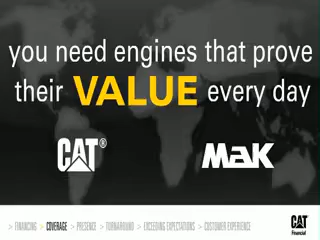 you need engines that prove
their VALUE every day
CAT® MaK
> FINANCING > COVERAGE > PRESENCE > TURNAROUND > EXCEEDING EXPECTATIONS > CUSTOMER EXPERIENCE
CAT
Financial